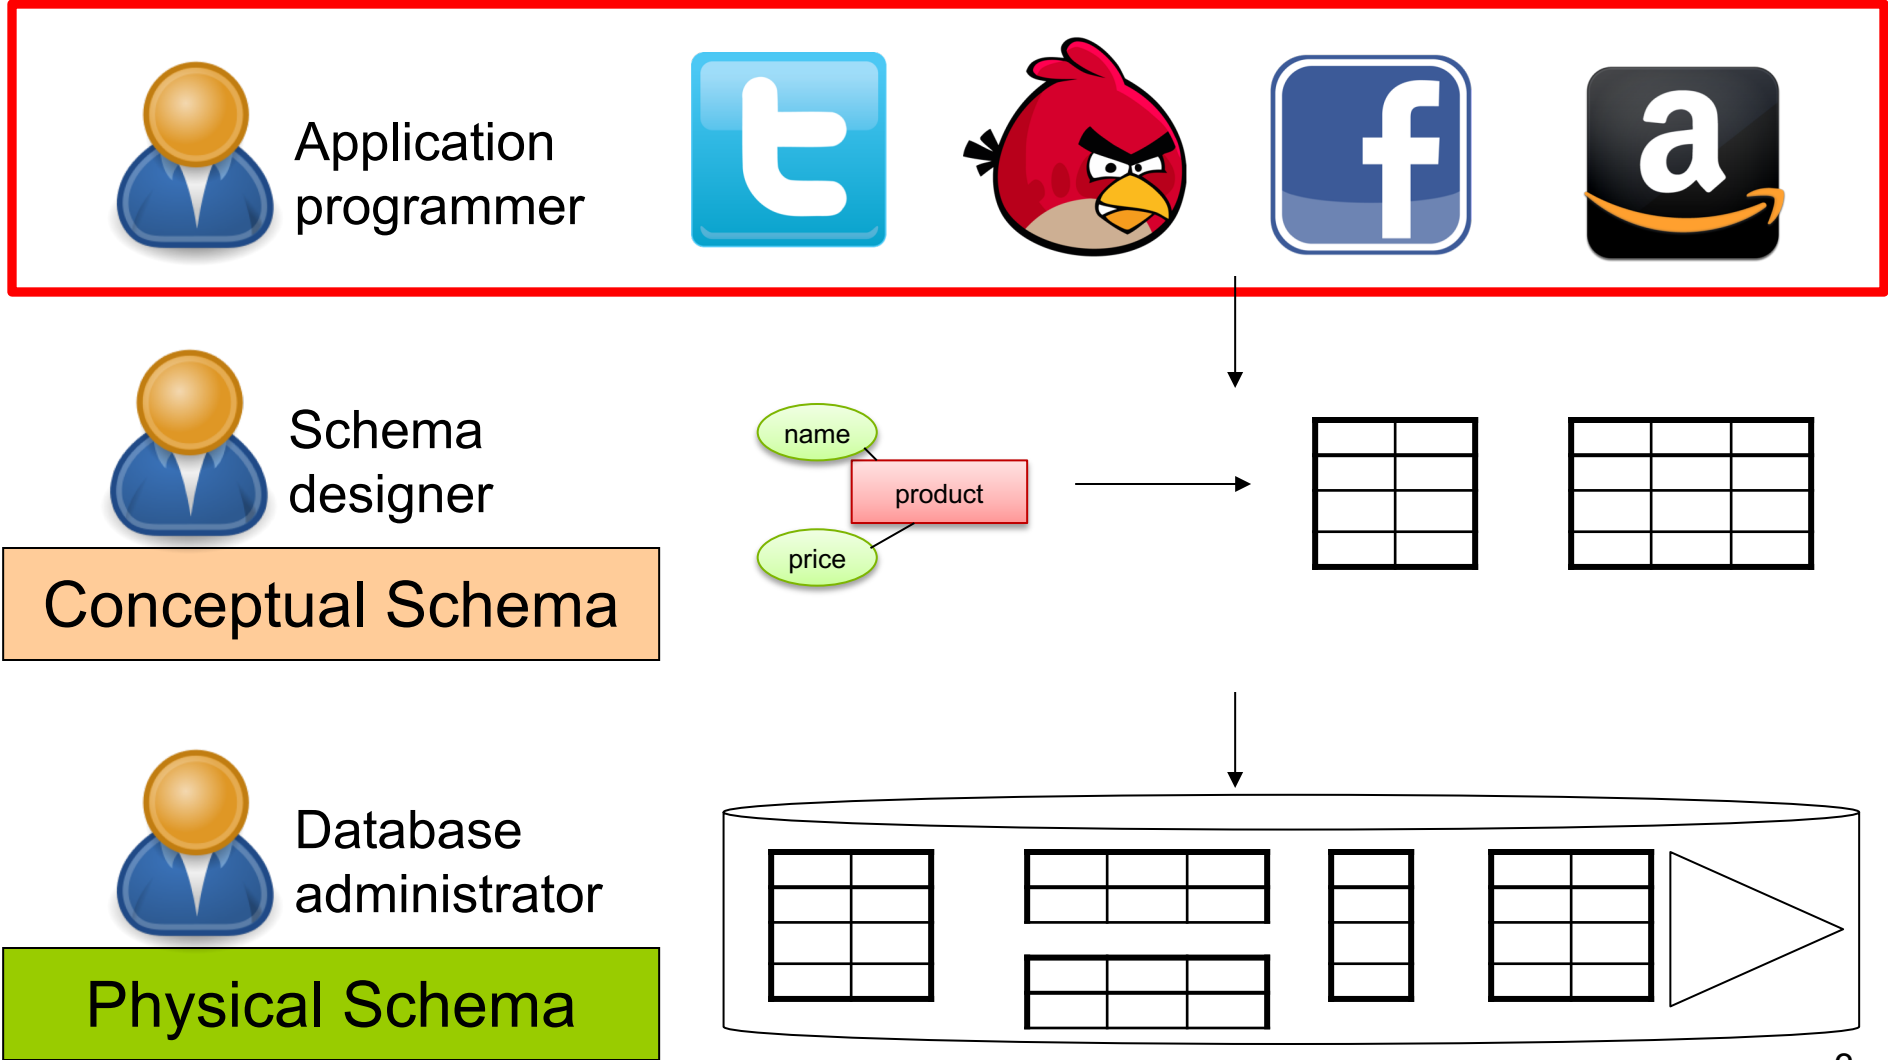 Application
programmer
t
f
a
Schema
designer
name
product
price
Conceptual Schema
Database
administrator
Physical Schema